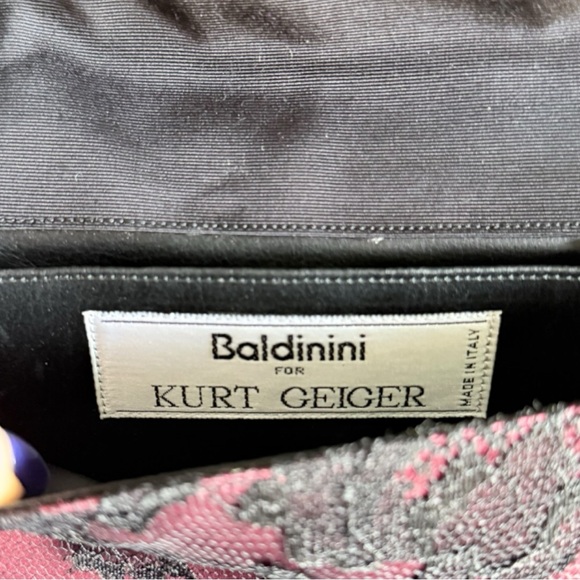 Baldinini
FOR
KURT GEIGER
MADE IN ITALY